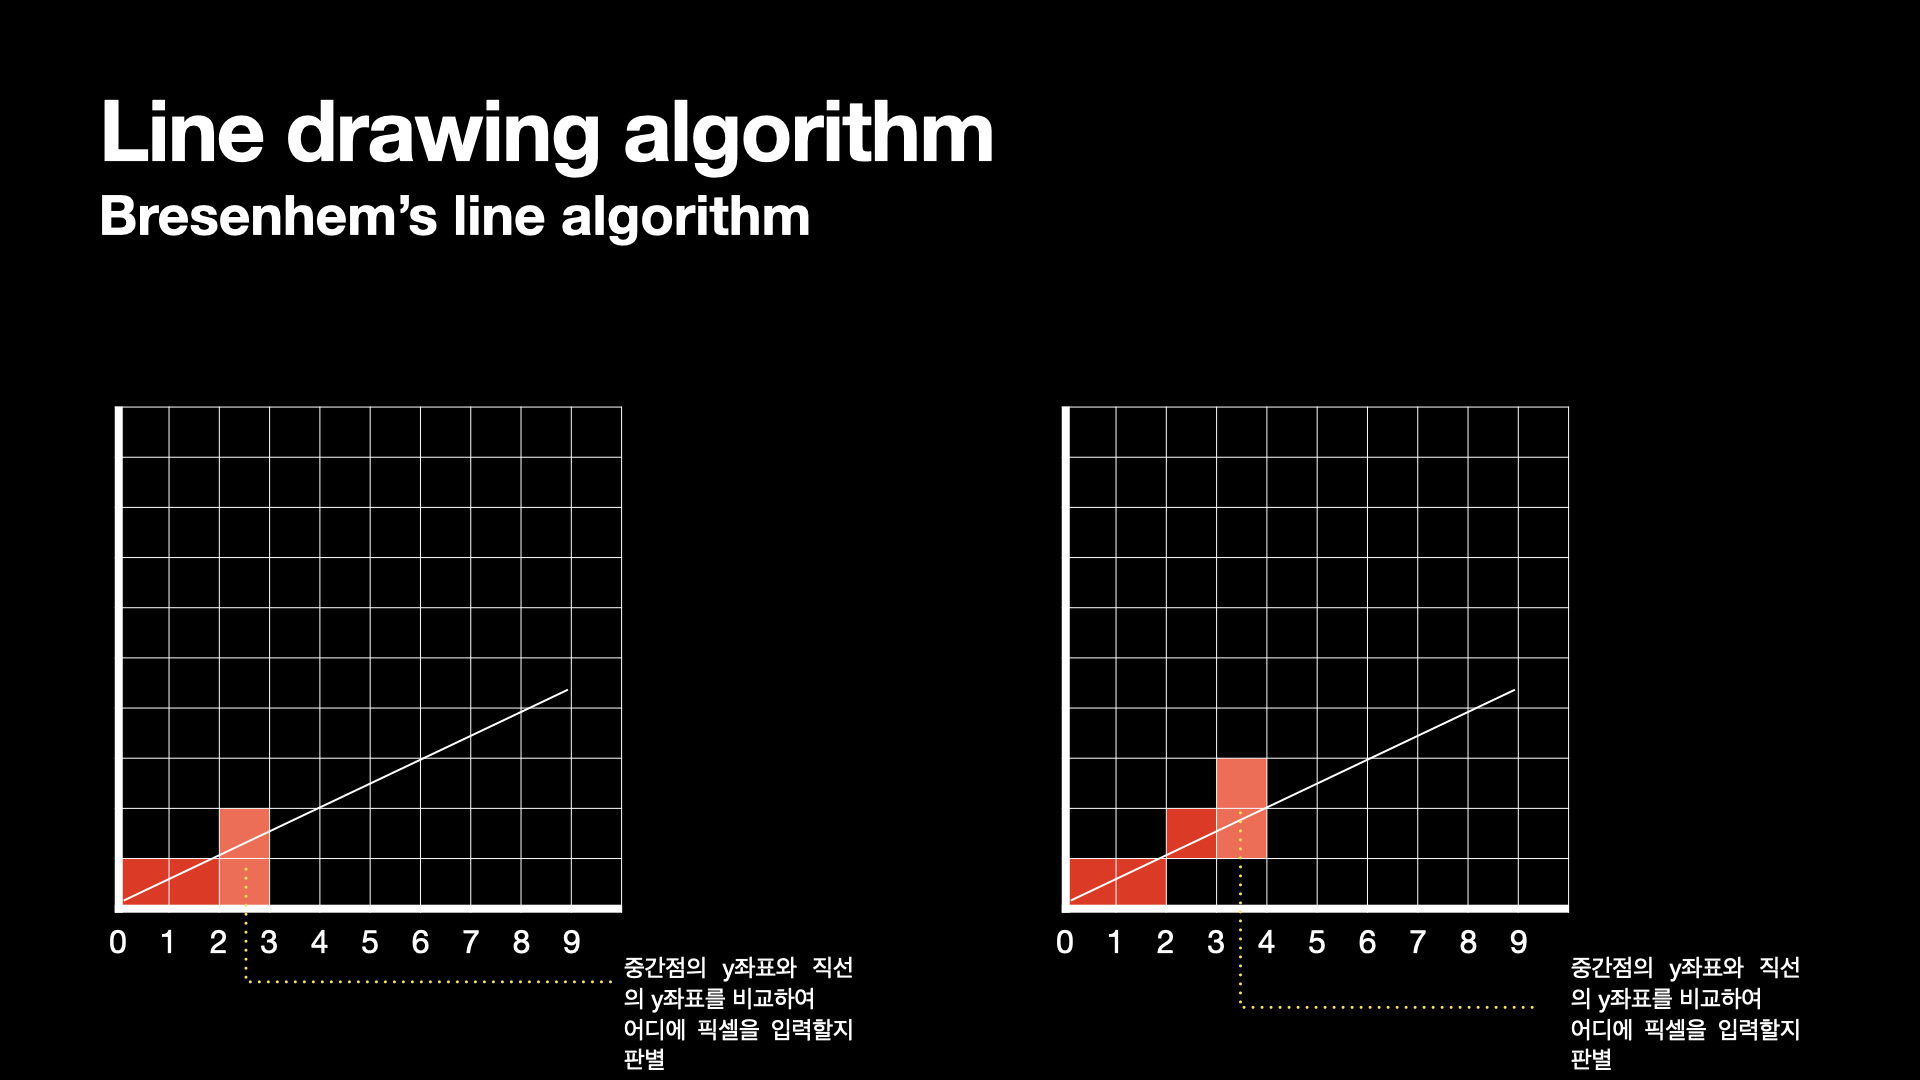 Line drawing algorithm
Bresenhem’s line algorithm
0 1 2 3 4 5 6 7 8 9
중간점의 y좌표와 직선
의 y좌표를 비교하여
어디에 픽셀을 입력할지
판별
0 1 2 3 4 5 6 7 8 9
중간점의 y좌표와 직선
의 y좌표를 비교하여
어디에 픽셀을 입력할지
판별